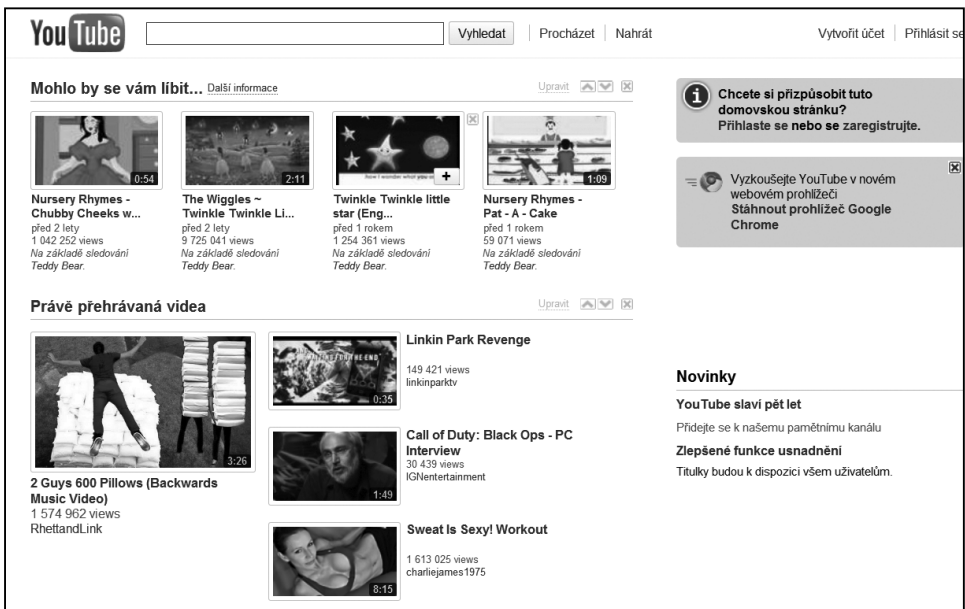 YouTube
Vyhledat
Procházet
Nahrát
Vytvořit účet
Přihlásit se
Mohlo by se vám líbit... Další informace
Upravit
0:54
Nursery Rhymes -
Chubby Cheeks w...
před 2 lety
1 042 252 views
Na základě sledování
Teddy Bear.
2:11
The Wiggles ~
Twinkle Twinkle Li...
před 2 lety
9 725 041 views
Na základě sledování
Teddy Bear.
how I wonder what you
+
Twinkle Twinkle little
star (Eng...
před 1 rokem
1 254 361 views
Na základě sledování
Teddy Bear.
1:09
Nursery Rhymes -
Pat - A - Cake
před 1 rokem
59 071 views
Na základě sledování
Teddy Bear.
Právě přehrávaná videa
Upravit
3:26
2 Guys 600 Pillows (Backwards
Music Video)
1 574 962 views
RhettandLink
WAITING FOR THE END
0:35
Linkin Park Revenge
149 421 views
linkinparktv
1:49
Call of Duty: Black Ops - PC
Interview
30 439 views
IGNentertainment
8:15
Sweat Is Sexy! Workout
1 613 025 views
charliejames1975
i
Chcete si přizpůsobit tuto
domovskou stránku?
Přihlaste se nebo se zaregistrujte.
Vyzkoušejte YouTube v novém
webovém prohlížeči
Stáhnout prohlížeč Google
Chrome
Novinky
YouTube slaví pět let
Přidejte se k našemu pamětnímu kanálu
Zlepšené funkce usnadnění
Titulky budou k dispozici všem uživatelům.